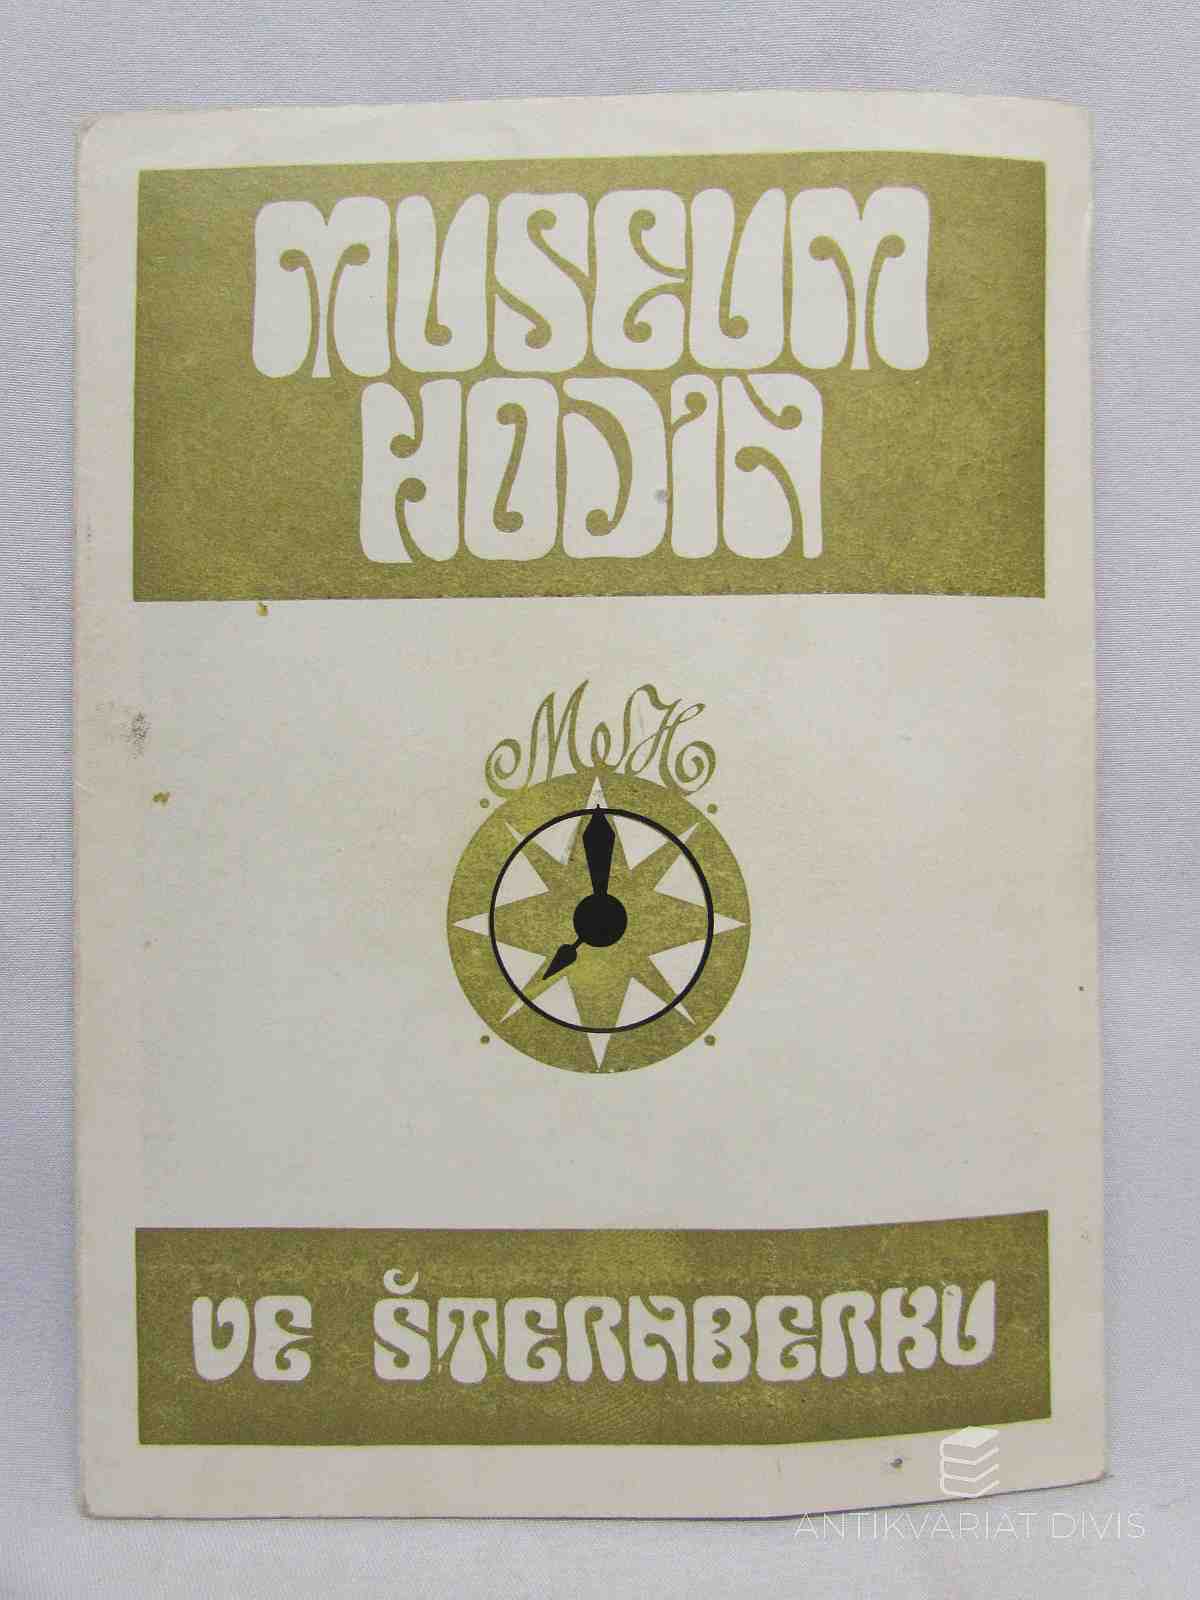 MUSEUM
HODIN
MSH
VE ŠTERNBERKU
ANTIKVARIAT DIVIS